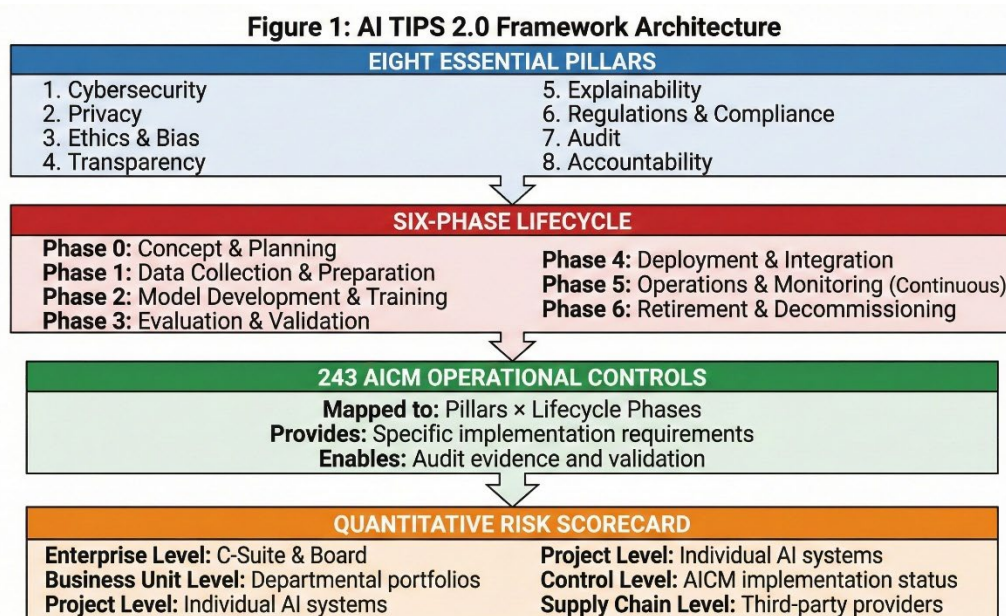 Figure 1: AI TIPS 2.0 Framework Architecture
EIGHT ESSENTIAL PILLARS
1. Cybersecurity
2. Privacy
3. Ethics & Bias
4. Transparency
5. Explainability
6. Regulations & Compliance
7. Audit
8. Accountability
SIX-PHASE LIFECYCLE
Phase 0: Concept & Planning
Phase 1: Data Collection & Preparation
Phase 2: Model Development & Training
Phase 3: Evaluation & Validation
Phase 4: Deployment & Integration
Phase 5: Operations & Monitoring (Continuous)
Phase 6: Retirement & Decommissioning
243 AICM OPERATIONAL CONTROLS
Mapped to: Pillars × Lifecycle Phases
Provides: Specific implementation requirements
Enables: Audit evidence and validation
QUANTITATIVE RISK SCORECARD
Enterprise Level: C-Suite & Board
Business Unit Level: Departmental portfolios
Project Level: Individual AI systems
Project Level: Individual AI systems
Control Level: AICM implementation status
Supply Chain Level: Third-party providers